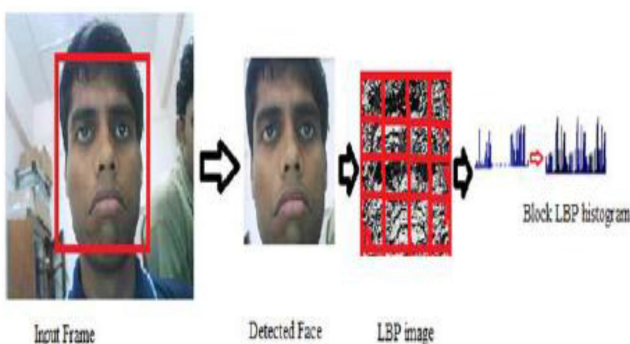 Block LBP histogram
Input Frame
Detected Face
LBP image